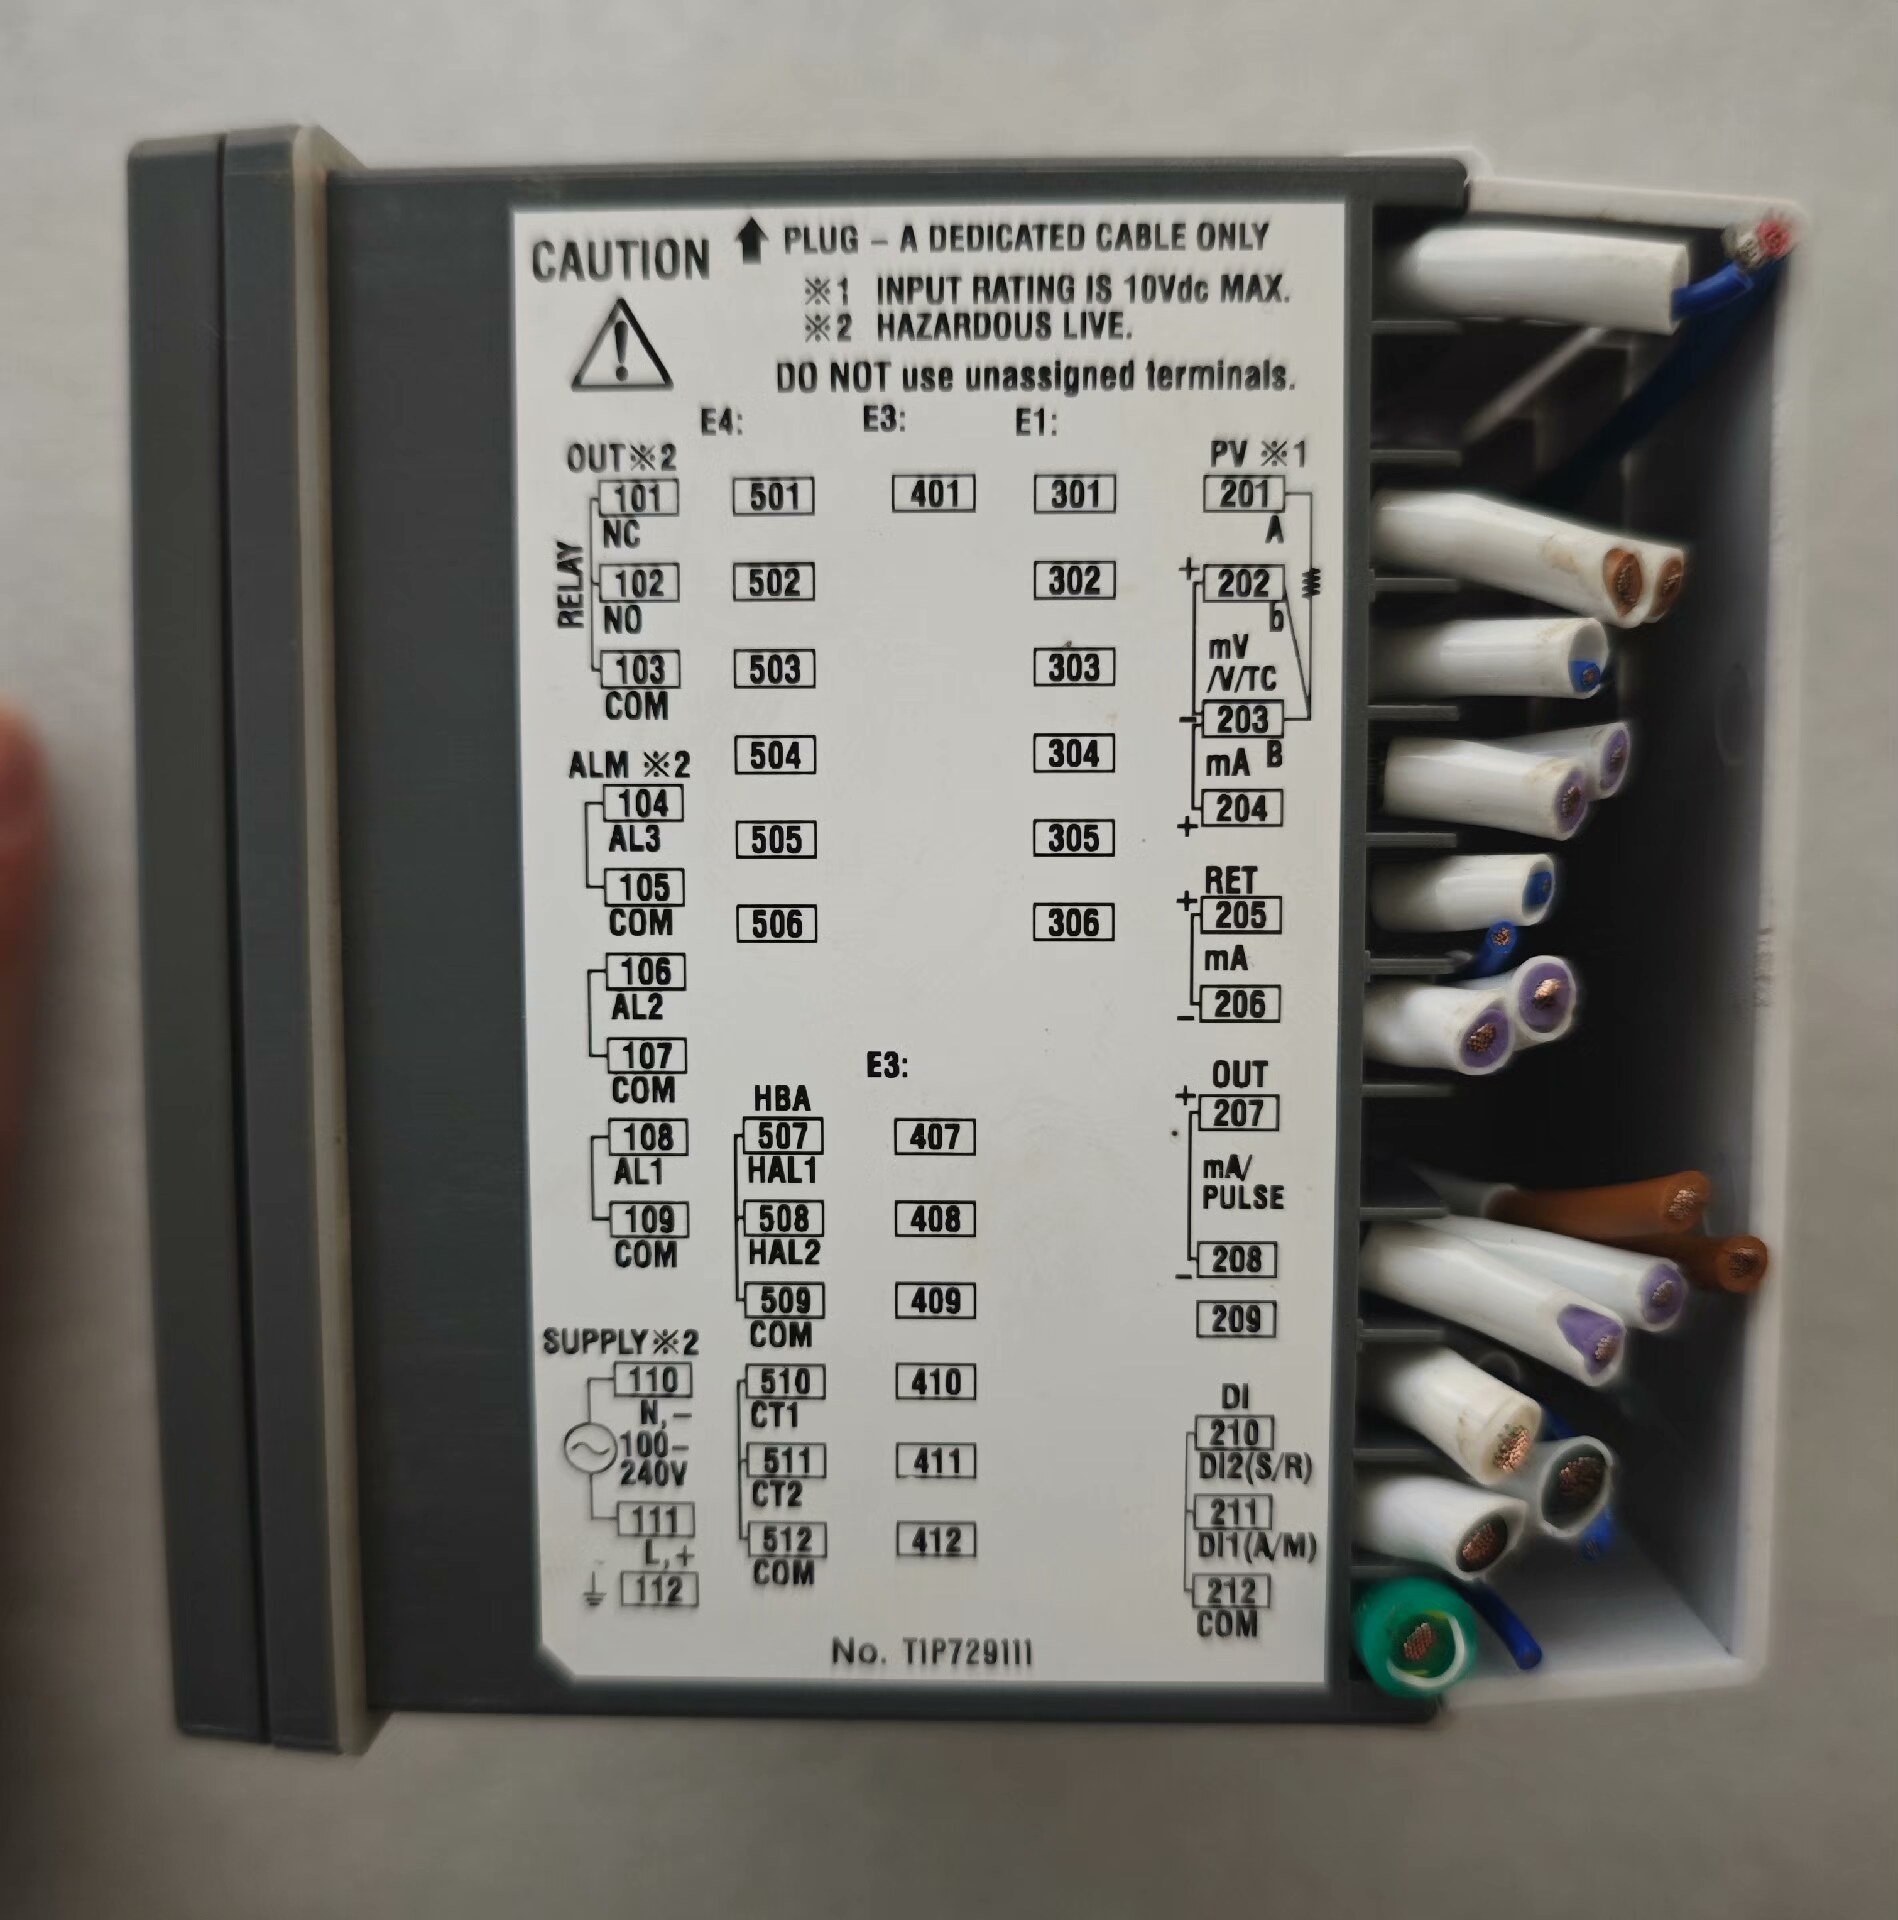 CAUTION
PLUG – A DEDICATED CABLE ONLY
※1 INPUT RATING IS 10Vdc MAX.
※2 HAZARDOUS LIVE.
DO NOT use unassigned terminals.
E4: E3: E1:
OUT※2
RELAY
101
NC
102
NO
103
COM
ALM ※2
104
AL3
105
COM
106
AL2
107
COM
108
AL1
109
COM
SUPPLY※2
110
N,–
100–
240V
111
L,+
112
501
502
503
504
505
506
HBA
507
HAL1
508
HAL2
509
COM
510
CT1
511
CT2
512
COM
401
E3:
407
408
409
410
411
412
301
302
303
304
305
306
PV ※1
201
A
+ 202
b
mV
/V/TC
– 203
mA B
204
+
RET
+ 205
mA
– 206
OUT
+ 207
mA/
PULSE
208
–
209
DI
210
DI2(S/R)
211
DI1(A/M)
212
COM
No. T1P729111